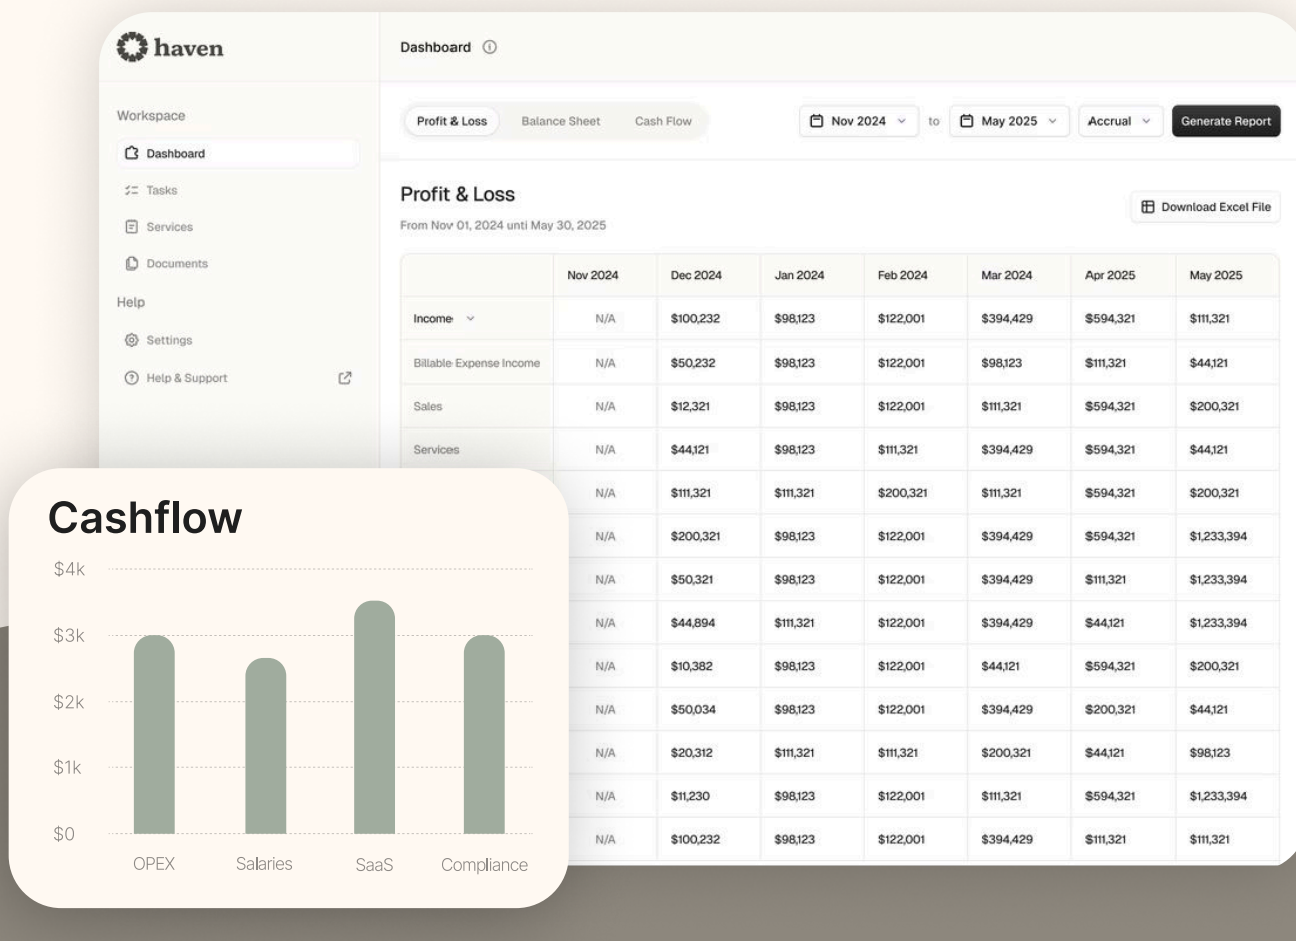 haven
Dashboard
Workspace
Dashboard
Tasks
Services
Documents
Help
Settings
Help & Support
Profit & Loss Balance Sheet Cash Flow
Nov 2024 to May 2025 Accrual Generate Report
Profit & Loss
From Nov 01, 2024 unti May 30, 2025
Download Excel File
Nov 2024 Dec 2024 Jan 2024 Feb 2024 Mar 2024 Apr 2025 May 2025
Income N/A $100,232 $98,123 $122,001 $394,429 $594,321 $111,321
Billable Expense Income N/A $50,232 $98,123 $122,001 $98,123 $111,321 $44,121
Sales N/A $12,321 $98,123 $122,001 $111,321 $594,321 $200,321
Services N/A $44,121 $98,123 $111,321 $394,429 $594,321 $44,121
N/A $111,321 $111,321 $200,321 $111,321 $594,321 $200,321
N/A $200,321 $98,123 $122,001 $394,429 $594,321 $1,233,394
N/A $50,321 $98,123 $122,001 $394,429 $111,321 $1,233,394
N/A $44,894 $111,321 $122,001 $394,429 $44,121 $1,233,394
N/A $10,382 $98,123 $122,001 $44,121 $594,321 $200,321
N/A $50,034 $98,123 $122,001 $394,429 $200,321 $44,121
N/A $20,312 $111,321 $111,321 $200,321 $44,121 $98,123
N/A $11,230 $98,123 $122,001 $111,321 $594,321 $1,233,394
N/A $100,232 $98,123 $122,001 $394,429 $111,321 $111,321
Cashflow
$4k
$3k
$2k
$1k
$0
OPEX Salaries SaaS Compliance